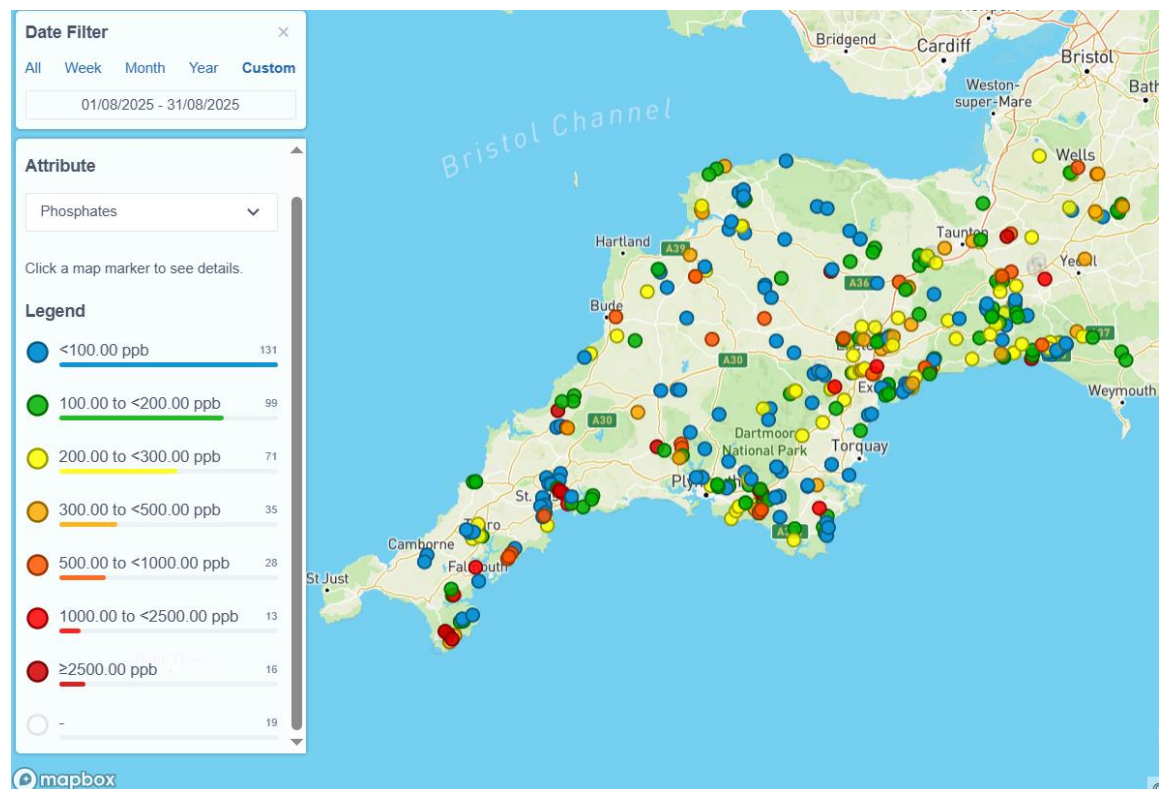 Date Filter ×
All Week Month Year Custom
01/08/2025 - 31/08/2025
Attribute
Phosphates
Click a map marker to see details.
Legend
<100.00 ppb 131
100.00 to <200.00 ppb 99
200.00 to <300.00 ppb 71
300.00 to <500.00 ppb 35
500.00 to <1000.00 ppb 28
1000.00 to <2500.00 ppb 13
≥2500.00 ppb 16
- 19
mapbox
Bridgend
Cardiff
Bristol
Bath
Weston-
super-Mare
Bristol Channel
Wells
Hartland
A39
Taunton
A36
Bude
A30
A30
Weymouth
Dartmoor
National Park
Torquay
St.
Camborne
St Just